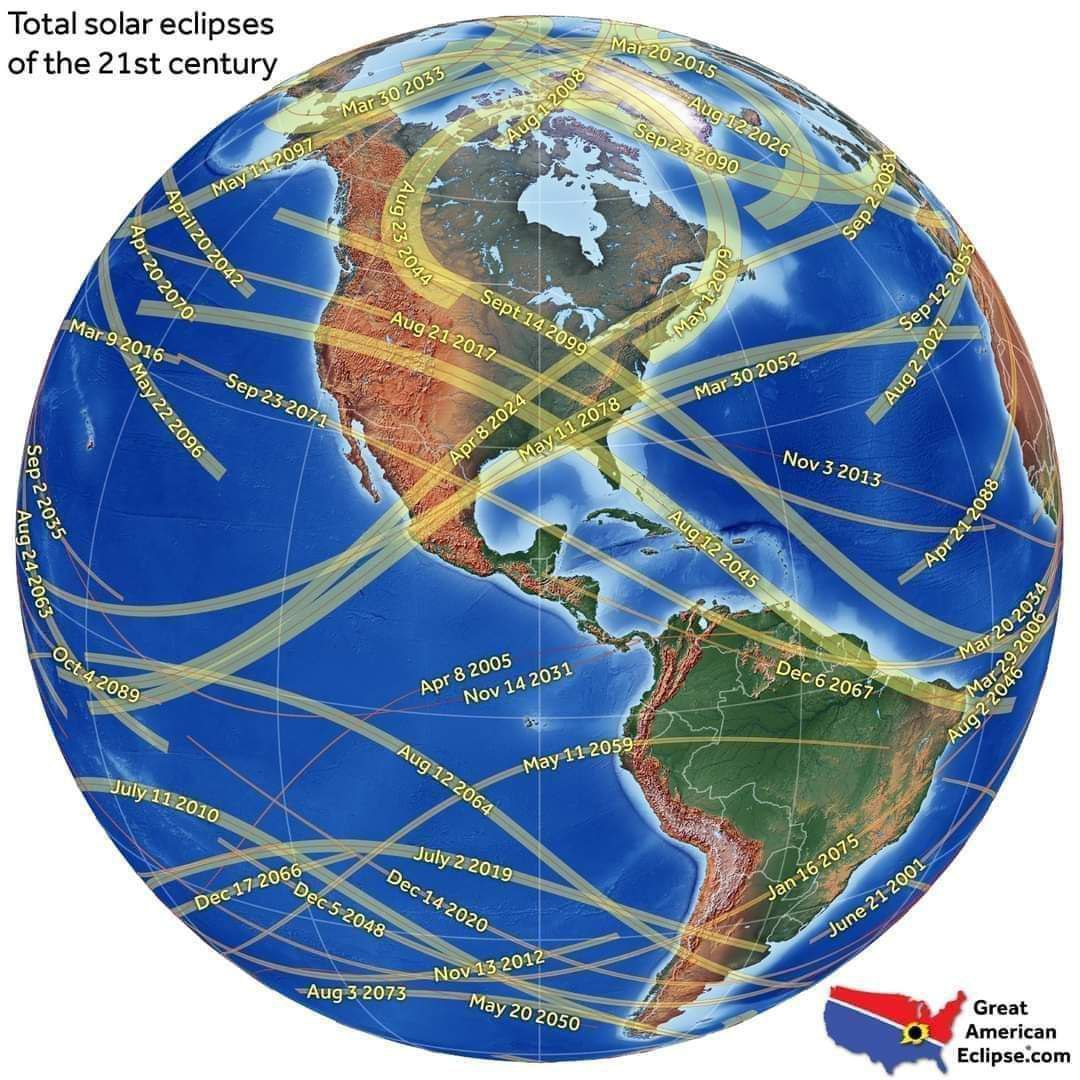 Total solar eclipses
of the 21st century
Mar 20 2015
Mar 30 2033
Aug 1 2008
Aug 12 2026
Sep 23 2090
May 11 2097
Sep 2 2081
April 20 2042
Aug 23 2044
Apr 20 2070
May 1 2079
Sep 12 2053
Sept 14 2099
Aug 21 2017
Mar 9 2016
Aug 2 2027
Mar 30 2052
May 22 2096
Sep 23 2071
Apr 8 2024
May 11 2078
Nov 3 2013
Sep 2 2035
Aug 24 2063
Apr 21 2088
Aug 12 2045
Mar 20 2034
Mar 29 2006
Aug 2 2046
Oct 4 2089
Apr 8 2005
Nov 14 2031
Dec 6 2067
May 11 2059
Aug 12 2064
July 11 2010
July 2 2019
Jan 16 2075
Dec 17 2066
Dec 5 2048
Dec 14 2020
June 21 2001
Nov 13 2012
Aug 3 2073
May 20 2050
Great
American
Eclipse.com